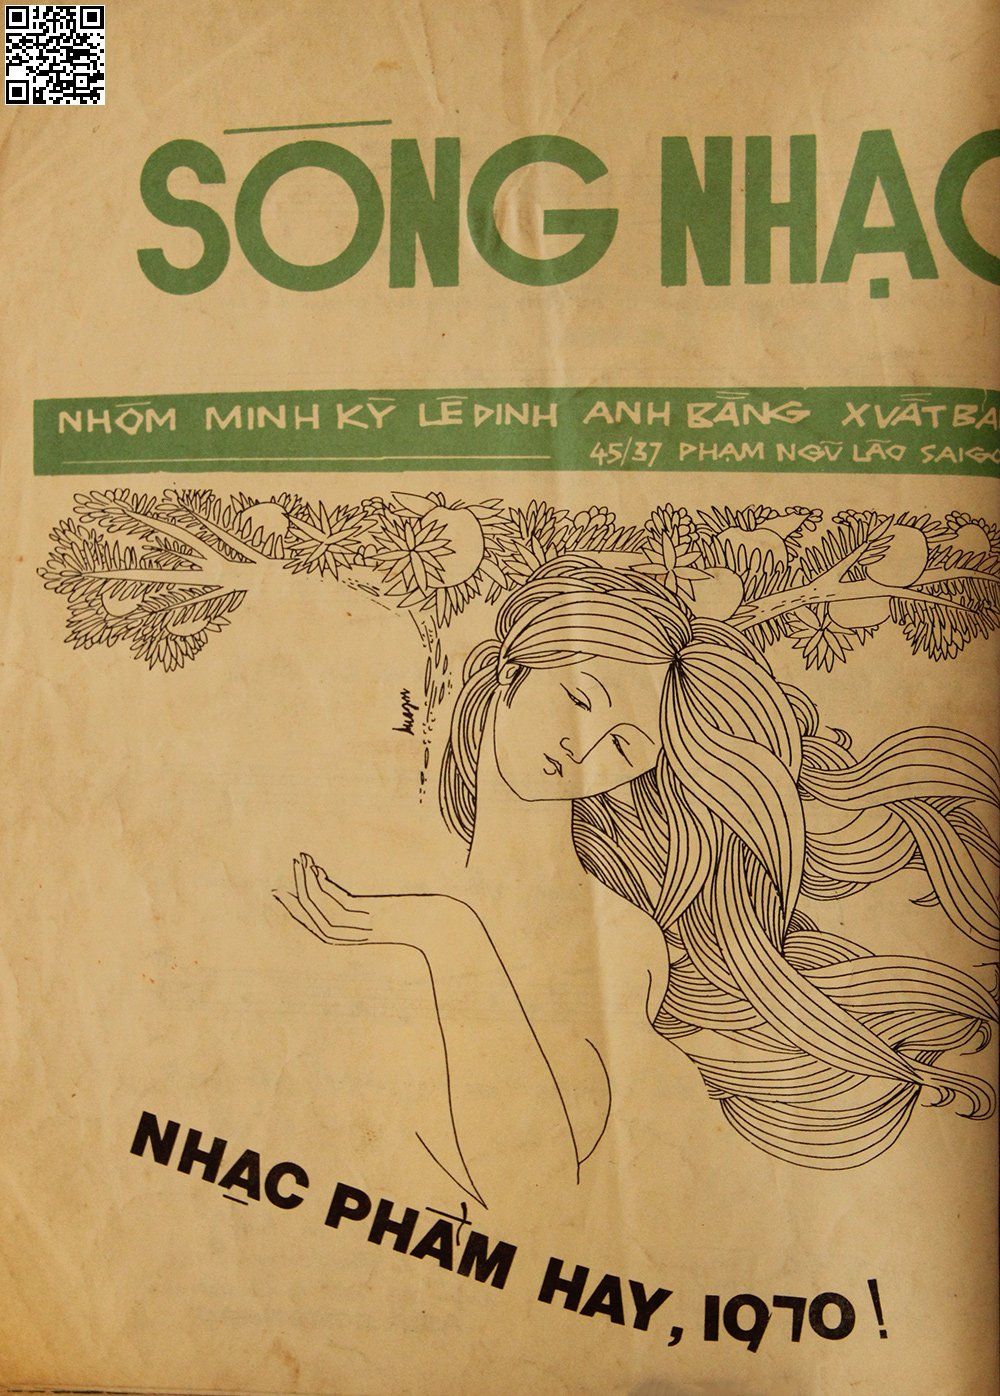 SÓNG NHẠC
NHÓM MINH KỲ LÊ DINH ANH BẰNG XUẤT BẢ
45/37 PHẠM NGŨ LÃO SAIGO
NHẠC PHẨM HAY, 1970 !